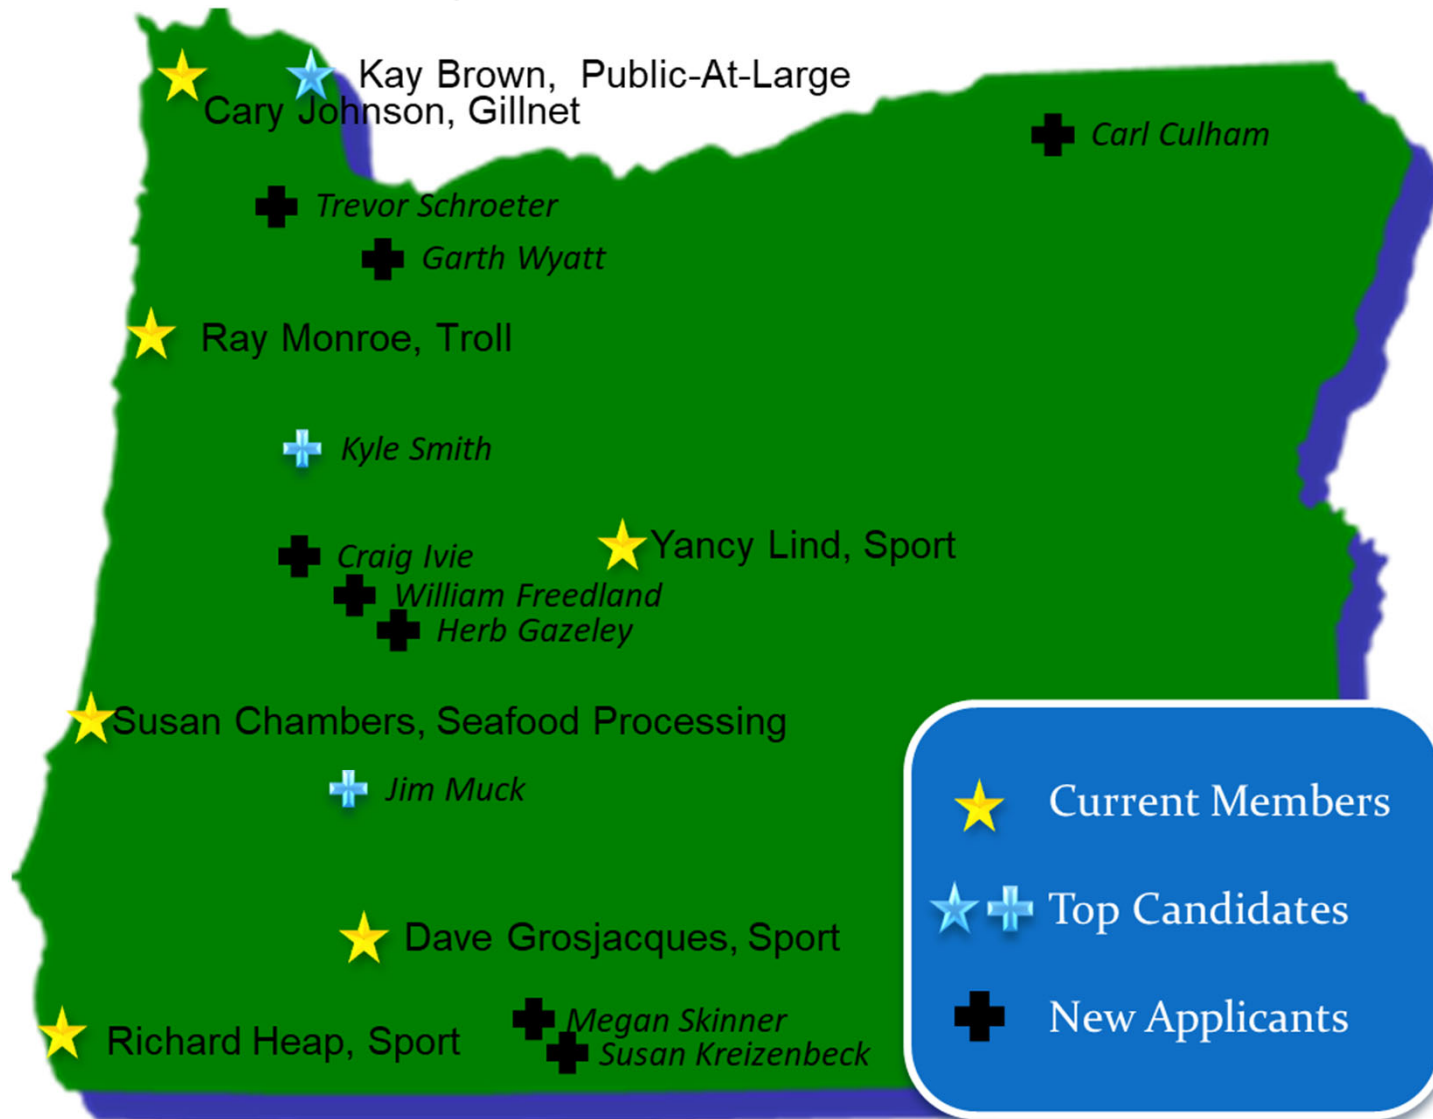 Kay Brown, Public-At-Large
Cary Johnson, Gillnet
Carl Culham
Trevor Schroeter
Garth Wyatt
Ray Monroe, Troll
Kyle Smith
Yancy Lind, Sport
Craig Ivie
William Freedland
Herb Gazeley
Susan Chambers, Seafood Processing
Jim Muck
Dave Grosjacques, Sport
Megan Skinner
Richard Heap, Sport
Susan Kreizenbeck
Current Members
Top Candidates
New Applicants